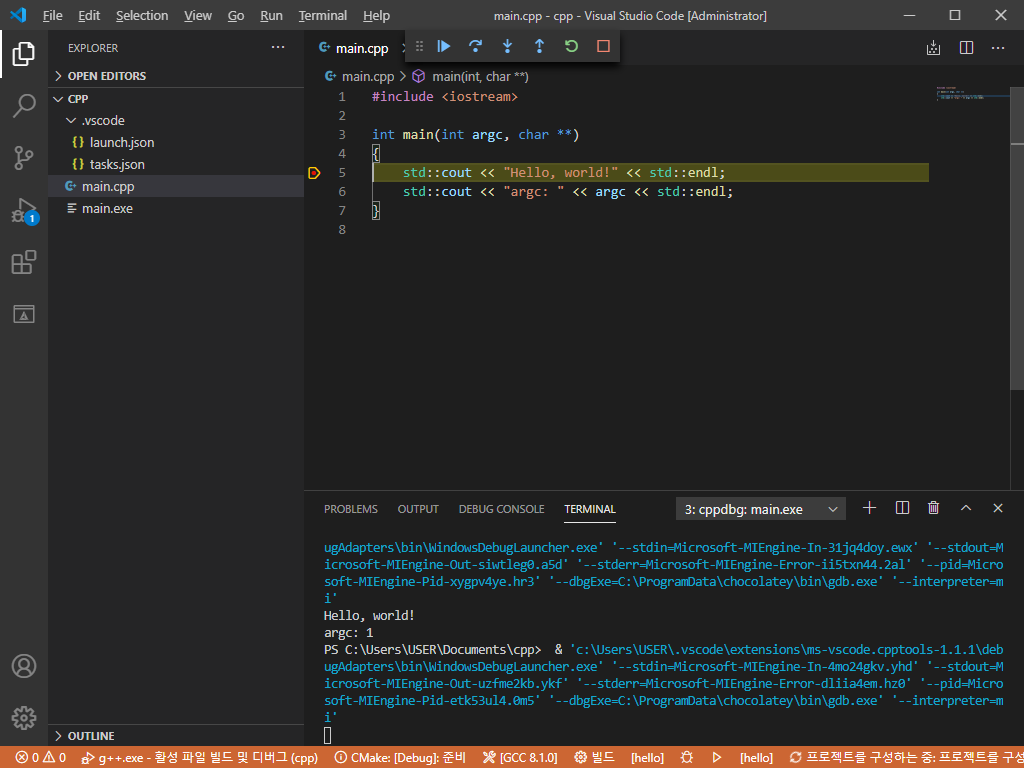 File Edit Selection View Go Run Terminal Help main.cpp - cpp - Visual Studio Code [Administrator]
EXPLORER
OPEN EDITORS
CPP
.vscode
{} launch.json
{} tasks.json
main.cpp
main.exe
OUTLINE
1
main.cpp
main.cpp > main(int, char **)
1 #include <iostream>
2
3 int main(int argc, char **)
4 {
5 std::cout << "Hello, world!" << std::endl;
6 std::cout << "argc: " << argc << std::endl;
7 }
8
PROBLEMS OUTPUT DEBUG CONSOLE TERMINAL 3: cppdbg: main.exe
ugAdapters\bin\WindowsDebugLauncher.exe' '--stdin=Microsoft-MIEngine-In-31jq4doy.ewx' '--stdout=M
icrosoft-MIEngine-Out-siwtleg0.a5d' '--stderr=Microsoft-MIEngine-Error-ii5txn44.2al' '--pid=Micro
soft-MIEngine-Pid-xygpv4ye.hr3' '--dbgExe=C:\ProgramData\chocolatey\bin\gdb.exe' '--interpreter=m
i'
Hello, world!
argc: 1
PS C:\Users\USER\Documents\cpp>  & 'c:\Users\USER\.vscode\extensions\ms-vscode.cpptools-1.1.1\deb
ugAdapters\bin\WindowsDebugLauncher.exe' '--stdin=Microsoft-MIEngine-In-4mo24gkv.yhd' '--stdout=M
icrosoft-MIEngine-Out-uzfme2kb.ykf' '--stderr=Microsoft-MIEngine-Error-dliia4em.hz0' '--pid=Micro
soft-MIEngine-Pid-etk53ul4.0m5' '--dbgExe=C:\ProgramData\chocolatey\bin\gdb.exe' '--interpreter=m
i'
0 0 g++.exe - 활성 파일 빌드 및 디버그 (cpp) CMake: [Debug]: 준비 [GCC 8.1.0] 빌드 [hello] [hello] 프로젝트를 구성하는 중: 프로젝트를 구성